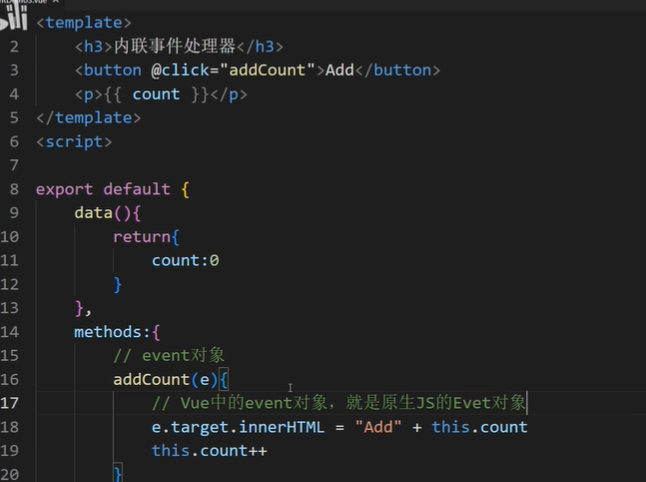 <template>
2 <h3>内联事件处理器</h3>
3 <button @click="addCount">Add</button>
4 <p>{{ count }}</p>
5 </template>
6 <script>
7
8 export default {
9 data(){
10 return{
11 count:0
12 }
13 },
14 methods:{
15 // event对象
16 addCount(e){
17 // Vue中的event对象，就是原生JS的Evet对象
18 e.target.innerHTML = "Add" + this.count
19 this.count++
20 }